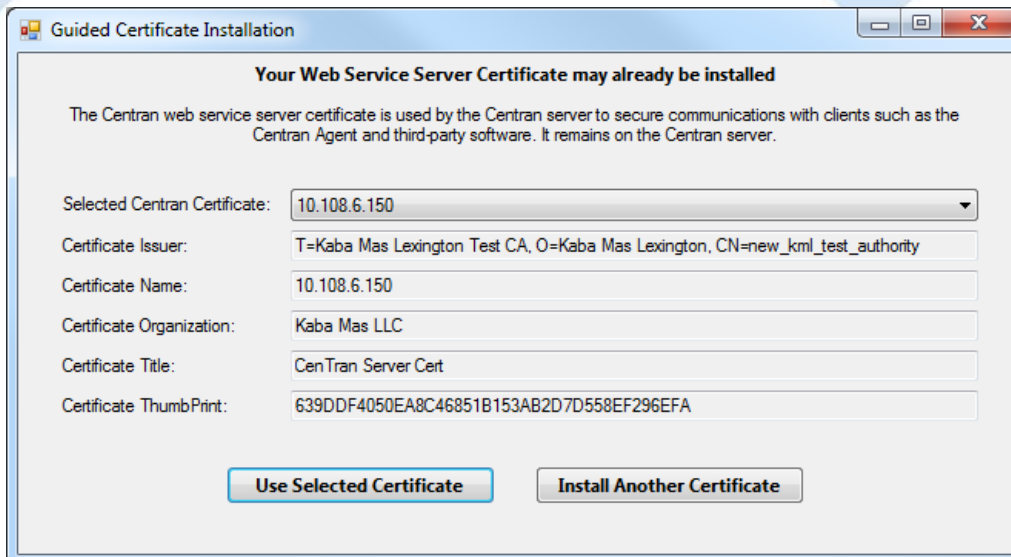 Guided Certificate Installation
Your Web Service Server Certificate may already be installed
The Centran web service server certificate is used by the Centran server to secure communications with clients such as the
Centran Agent and third-party software. It remains on the Centran server.
Selected Centran Certificate: 10.108.6.150
Certificate Issuer: T=Kaba Mas Lexington Test CA, O=Kaba Mas Lexington, CN=new_kml_test_authority
Certificate Name: 10.108.6.150
Certificate Organization: Kaba Mas LLC
Certificate Title: CenTran Server Cert
Certificate ThumbPrint: 639DDF4050EA8C46851B153AB2D7D558EF296EFA
Use Selected Certificate Install Another Certificate